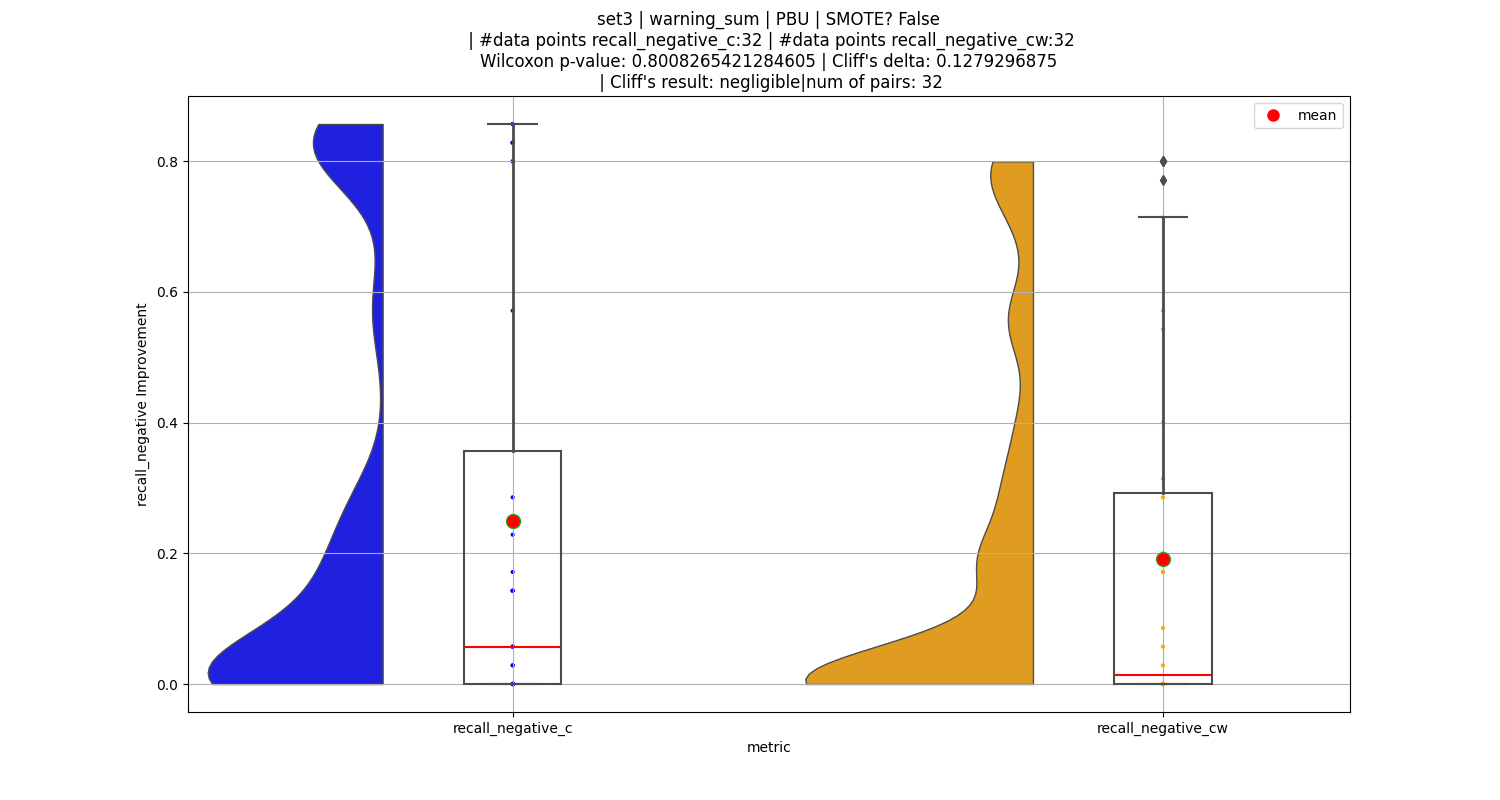 set3 | warning_sum | PBU | SMOTE? False
| #data points recall_negative_c:32 | #data points recall_negative_cw:32
Wilcoxon p-value: 0.8008265421284605 | Cliff's delta: 0.1279296875
| Cliff's result: negligible|num of pairs: 32
mean
0.8
0.6
0.4
0.2
0.0
recall_negative Improvement
recall_negative_c
recall_negative_cw
metric